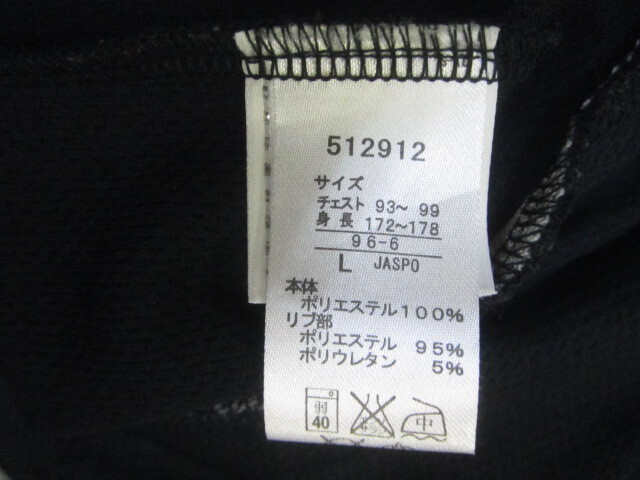 512912
サイズ
チェスト 93～ 99
身 長 172～178
96-6
L JASPO
本体
ポリエステル100%
リブ部
ポリエステル 95%
ポリウレタン 5%
弱 40 中